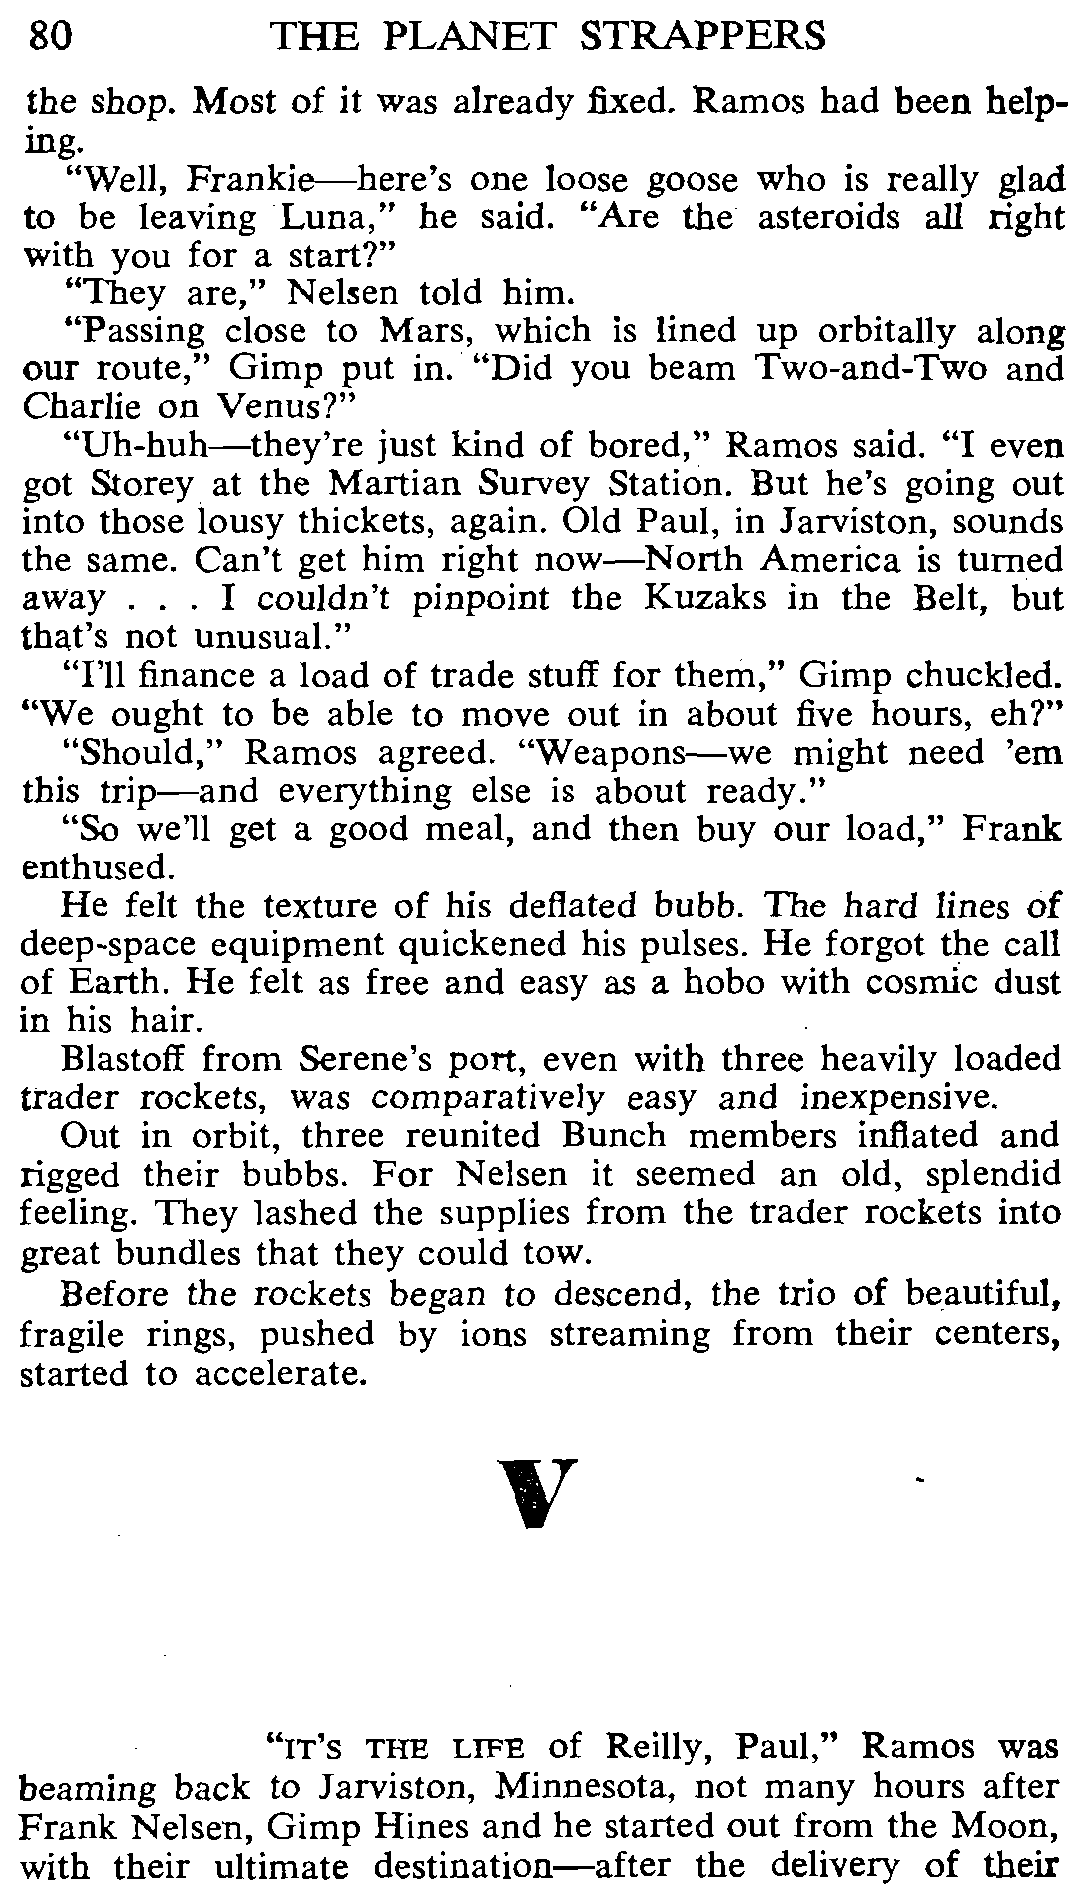 80 THE PLANET STRAPPERS
the shop. Most of it was already fixed. Ramos had been help-
ing.
“Well, Frankie—here’s one loose goose who is really glad
to be leaving Luna,” he said. “Are the asteroids all right
with you for a start?”
“They are,” Nelsen told him.
“Passing close to Mars, which is lined up orbitally along
our route,” Gimp put in. “Did you beam Two-and-Two and
Charlie on Venus?”
“Uh-huh—they’re just kind of bored,” Ramos said. “I even
got Storey at the Martian Survey Station. But he’s going out
into those lousy thickets, again. Old Paul, in Jarviston, sounds
the same. Can’t get him right now—North America is turned
away . . . I couldn’t pinpoint the Kuzaks in the Belt, but
that’s not unusual.”
“I’ll finance a load of trade stuff for them,” Gimp chuckled.
“We ought to be able to move out in about five hours, eh?”
“Should,” Ramos agreed. “Weapons—we might need ’em
this trip—and everything else is about ready.”
“So we’ll get a good meal, and then buy our load,” Frank
enthused.
He felt the texture of his deflated bubb. The hard lines of
deep-space equipment quickened his pulses. He forgot the call
of Earth. He felt as free and easy as a hobo with cosmic dust
in his hair.
Blastoff from Serene’s port, even with three heavily loaded
trader rockets, was comparatively easy and inexpensive.
Out in orbit, three reunited Bunch members inflated and
rigged their bubbs. For Nelsen it seemed an old, splendid
feeling. They lashed the supplies from the trader rockets into
great bundles that they could tow.
Before the rockets began to descend, the trio of beautiful,
fragile rings, pushed by ions streaming from their centers,
started to accelerate.
V
“IT’S THE LIFE of Reilly, Paul,” Ramos was
beaming back to Jarviston, Minnesota, not many hours after
Frank Nelsen, Gimp Hines and he started out from the Moon,
with their ultimate destination—after the delivery of their